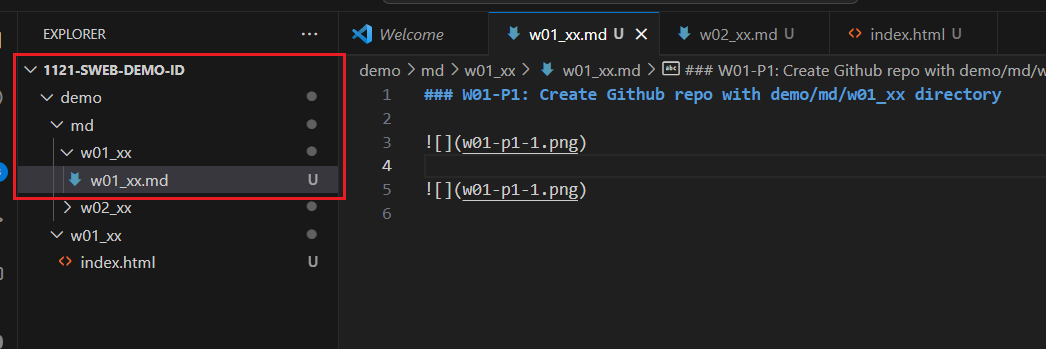 EXPLORER ···
1121-SWEB-DEMO-ID
demo
md
w01_xx
w01_xx.md U
w02_xx
w01_xx
index.html U
Welcome w01_xx.md U w02_xx.md U index.html U
demo > md > w01_xx > w01_xx.md > abc ### W01-P1: Create Github repo with demo/md/w
1 ### W01-P1: Create Github repo with demo/md/w01_xx directory
2
3 ![](w01-p1-1.png)
4
5 ![](w01-p1-1.png)
6